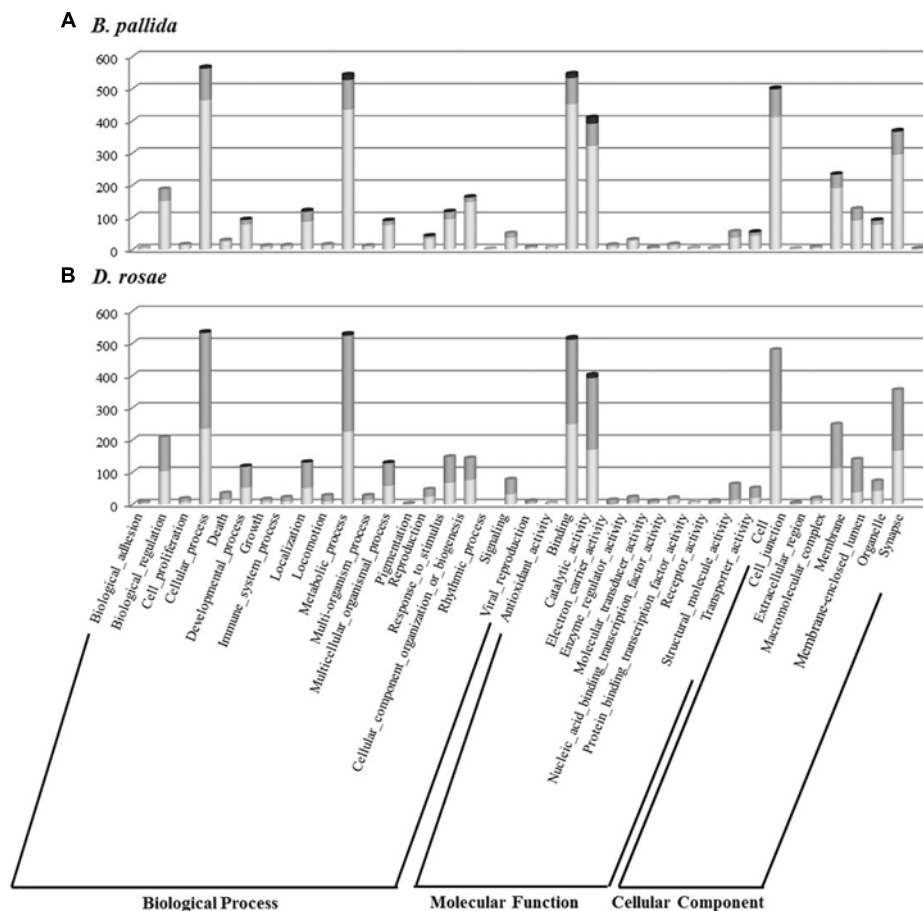 A B. pallida
600
500
400
300
200
100
0
B D. rosae
600
500
400
300
200
100
0
Biological_adhesion
Biological_regulation
Cell_proliferation
Cellular_process
Death
Developmental_process
Growth
Immune_system_process
Localization
Locomotion
Metabolic_process
Multi-organism_process
Multicellular_organismal_process
Pigmentation
Reproduction
Response_to_stimulus
Cellular_component_organization_or_biogenesis
Rhythmic_process
Signaling
Viral_reproduction
Antioxidant_activity
Binding
Catalytic_activity
Electron_carrier_activity
Enzyme_regulator_activity
Molecular_transducer_activity
Nucleic_acid_binding_transcription_factor_activity
Protein_binding_transcription_factor_activity
Receptor_activity
Structural_molecule_activity
Transporter_activity
Cell
Cell_junction
Extracellular_region
Macromolecular_complex
Membrane
Membrane-enclosed_lumen
Organelle
Synapse
Biological Process
Molecular Function
Cellular Component